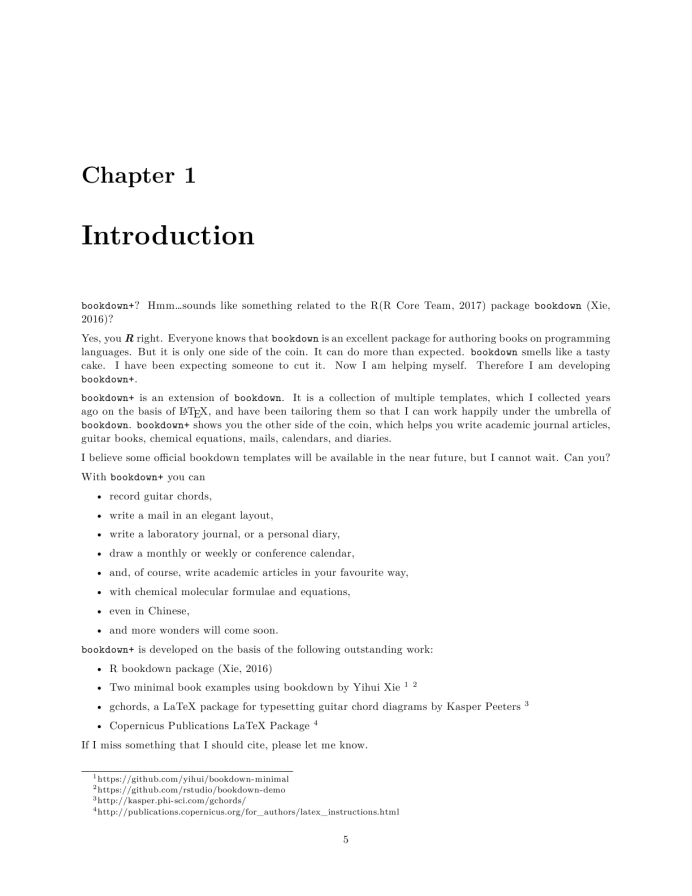 Chapter 1
Introduction
bookdown+? Hmm…sounds like something related to the R(R Core Team, 2017) package bookdown (Xie,
2016)?
Yes, you R right. Everyone knows that bookdown is an excellent package for authoring books on programming
languages. But it is only one side of the coin. It can do more than expected. bookdown smells like a tasty
cake. I have been expecting someone to cut it. Now I am helping myself. Therefore I am developing
bookdown+.
bookdown+ is an extension of bookdown. It is a collection of multiple templates, which I collected years
ago on the basis of LATEX, and have been tailoring them so that I can work happily under the umbrella of
bookdown. bookdown+ shows you the other side of the coin, which helps you write academic journal articles,
guitar books, chemical equations, mails, calendars, and diaries.
I believe some official bookdown templates will be available in the near future, but I cannot wait. Can you?
With bookdown+ you can
• record guitar chords,
• write a mail in an elegant layout,
• write a laboratory journal, or a personal diary,
• draw a monthly or weekly or conference calendar,
• and, of course, write academic articles in your favourite way,
• with chemical molecular formulae and equations,
• even in Chinese,
• and more wonders will come soon.
bookdown+ is developed on the basis of the following outstanding work:
• R bookdown package (Xie, 2016)
• Two minimal book examples using bookdown by Yihui Xie 1 2
• gchords, a LaTeX package for typesetting guitar chord diagrams by Kasper Peeters 3
• Copernicus Publications LaTeX Package 4
If I miss something that I should cite, please let me know.
1https://github.com/yihui/bookdown-minimal
2https://github.com/rstudio/bookdown-demo
3http://kasper.phi-sci.com/gchords/
4http://publications.copernicus.org/for_authors/latex_instructions.html
5